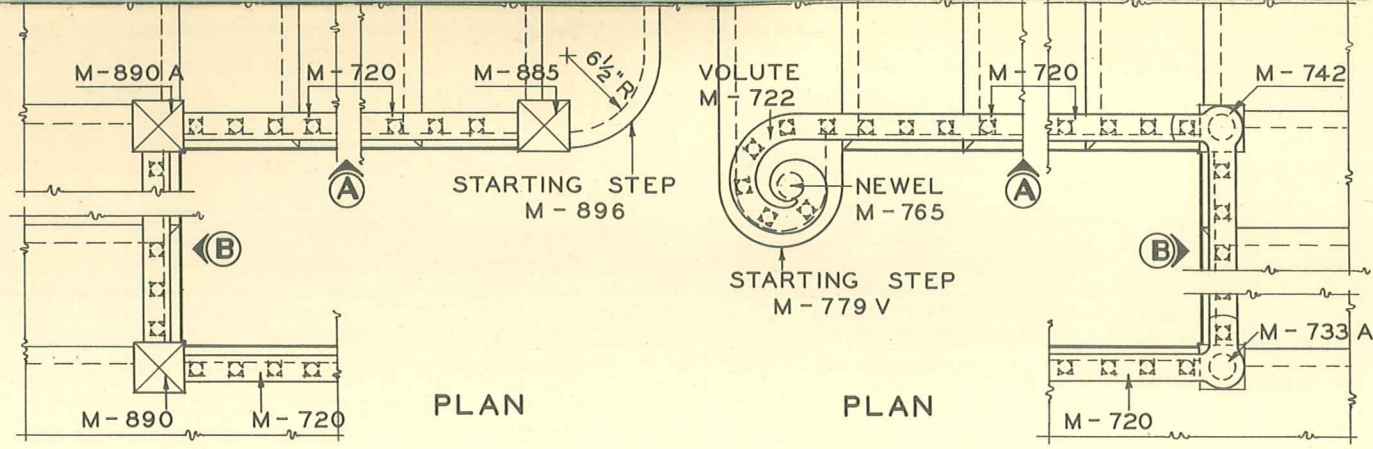 M-890 A
M-720
M-885
6½"R
A
STARTING STEP
M-896
B
M-890
M-720
PLAN
VOLUTE
M-722
M-720
M-742
NEWEL
M-765
A
B
STARTING STEP
M-779 V
M-733 A
PLAN
M-720